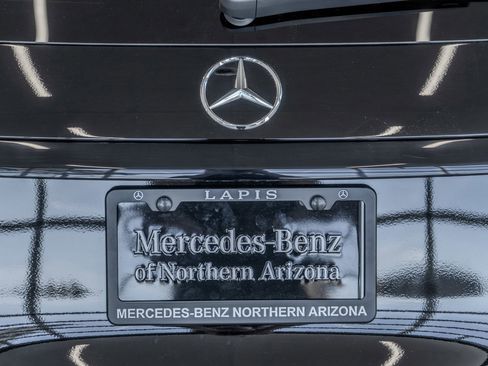 LAPIS
Mercedes-Benz
of Northern Arizona
MERCEDES-BENZ NORTHERN ARIZONA